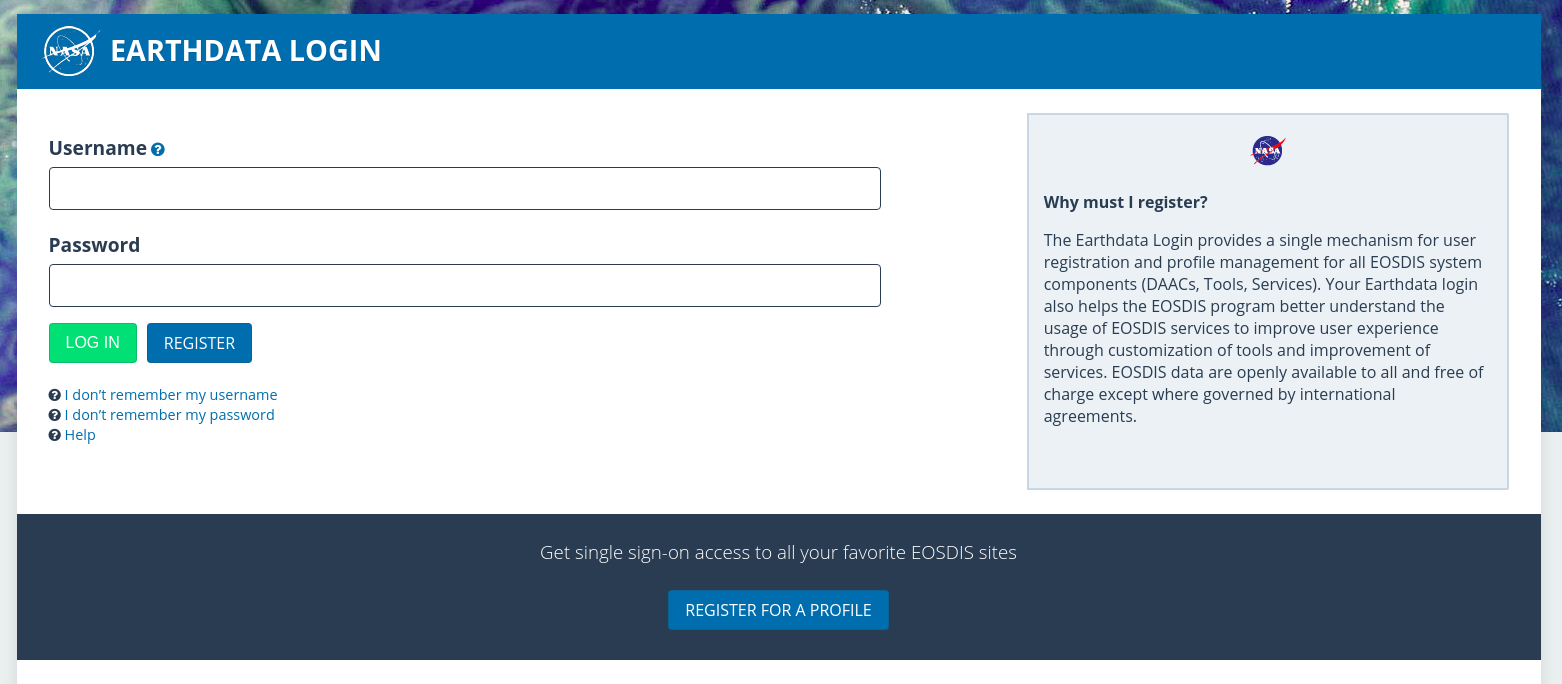 NASA
EARTHDATA LOGIN
Username
Password
LOG IN
REGISTER
I don’t remember my username
I don’t remember my password
Help
NASA
Why must I register?
The Earthdata Login provides a single mechanism for user
registration and profile management for all EOSDIS system
components (DAACs, Tools, Services). Your Earthdata login
also helps the EOSDIS program better understand the
usage of EOSDIS services to improve user experience
through customization of tools and improvement of
services. EOSDIS data are openly available to all and free of
charge except where governed by international
agreements.
Get single sign-on access to all your favorite EOSDIS sites
REGISTER FOR A PROFILE